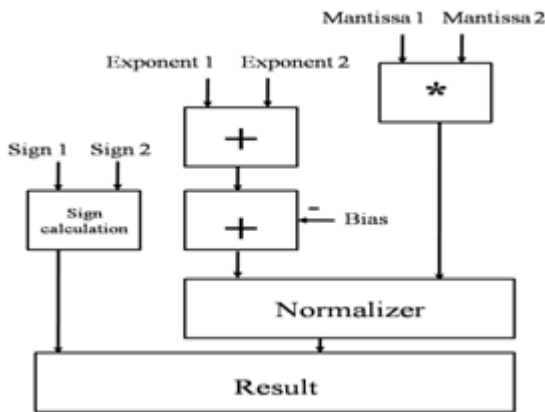 Mantissa 1 Mantissa 2
Exponent 1 Exponent 2
*
+
Sign 1 Sign 2
Sign
calculation
+
- Bias
Normalizer
Result